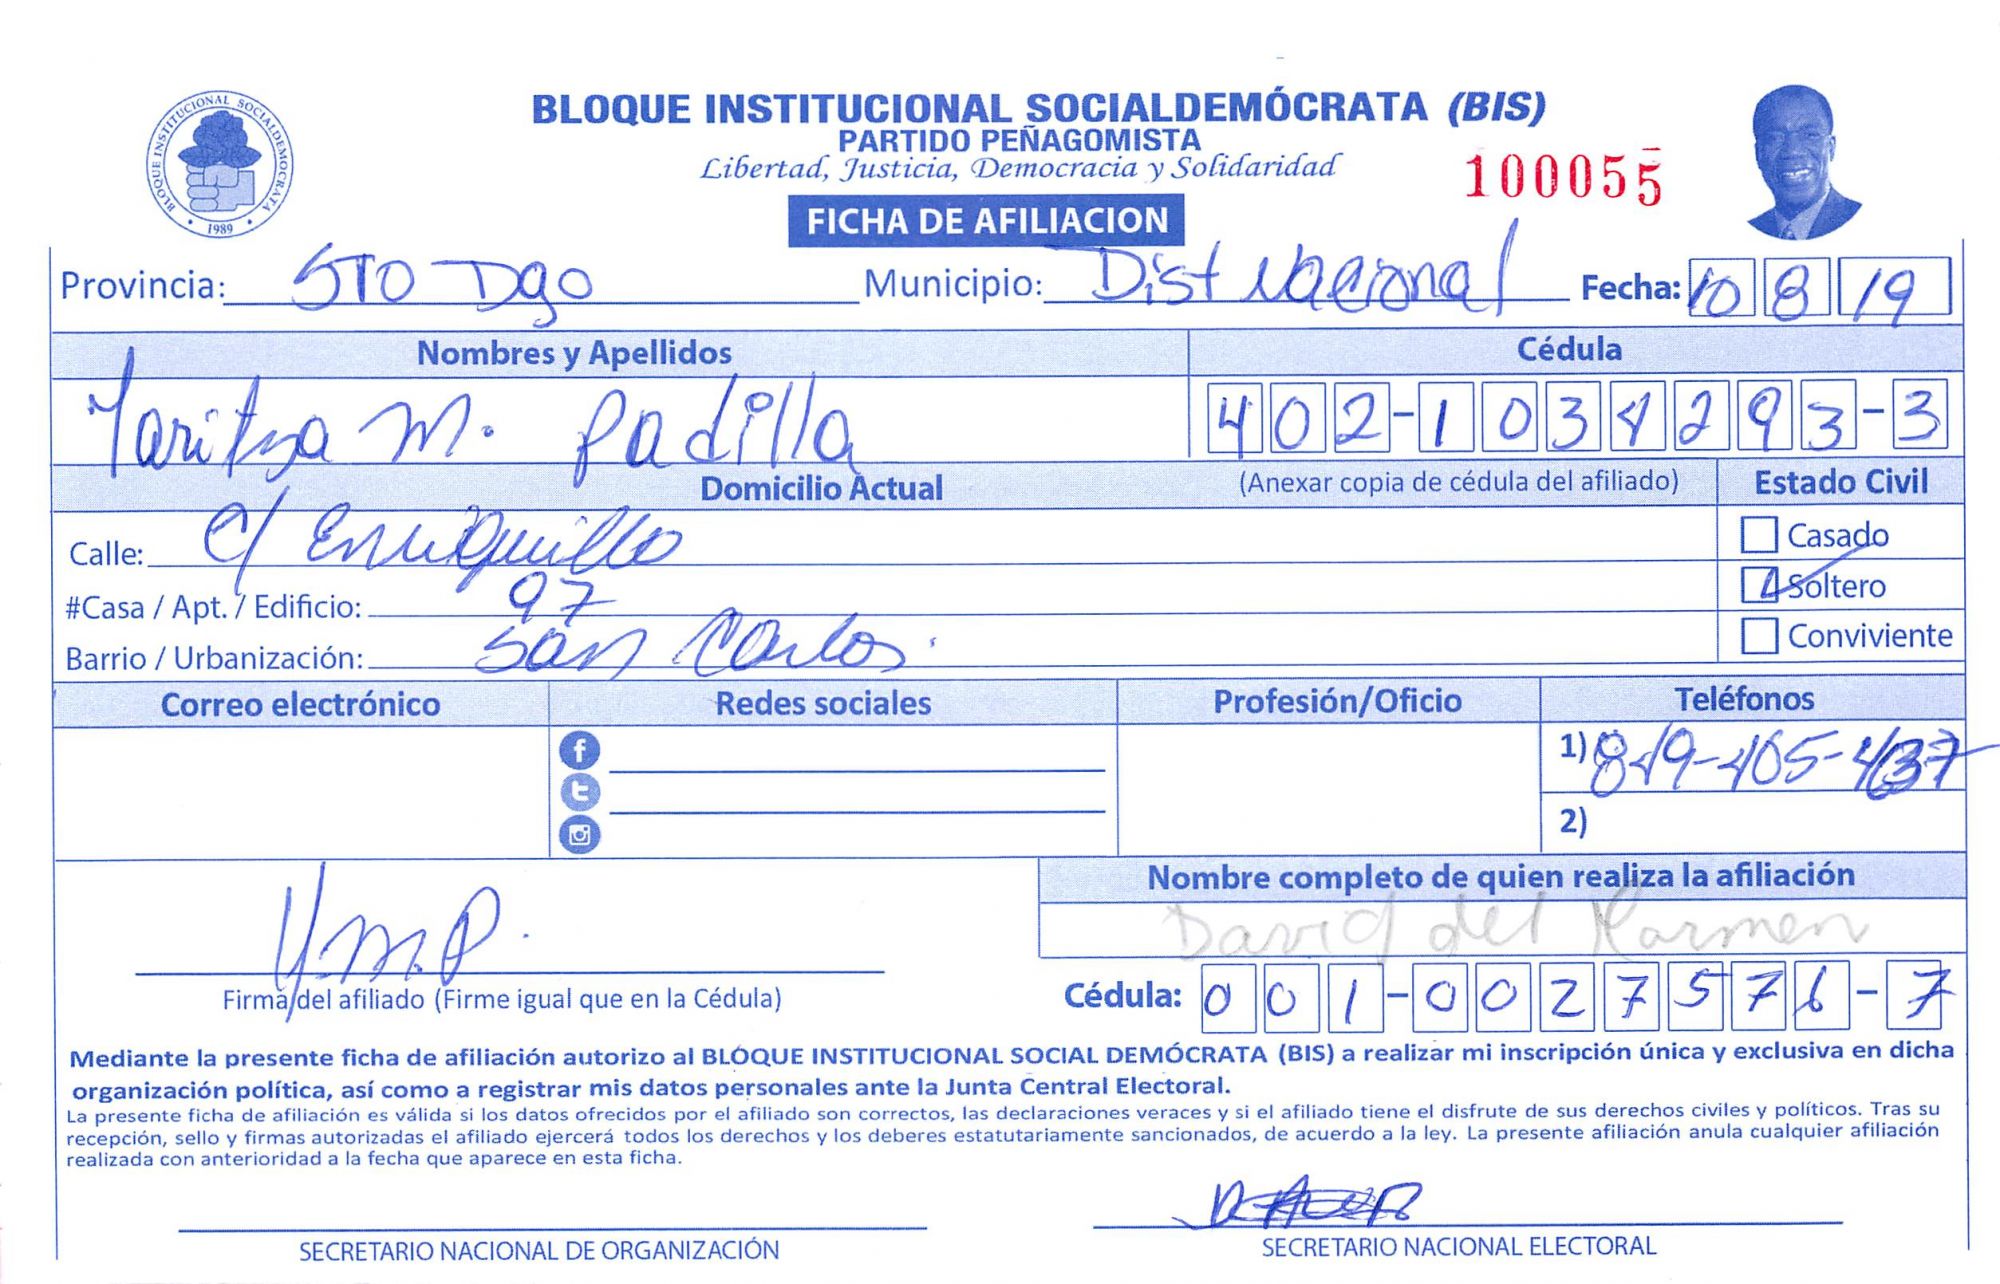 BLOQUE INSTITUCIONAL SOCIALDEMOCRATA
1989
BLOQUE INSTITUCIONAL SOCIALDEMÓCRATA (BIS)
PARTIDO PEÑAGOMISTA
Libertad, Justicia, Democracia y Solidaridad
100055
FICHA DE AFILIACION
Provincia: STO Dgo Municipio: Dist Nacional Fecha: 10 8 19
Nombres y Apellidos Cédula
Maritza M. Padilla 402-1034293-3
Domicilio Actual (Anexar copia de cédula del afiliado) Estado Civil
Calle: c/ Enriquillo Casado
#Casa / Apt. / Edificio: 97 Soltero
Barrio / Urbanización: San Carlos. Conviviente
Correo electrónico Redes sociales Profesión/Oficio Teléfonos
1) 849-405-
2)
Nombre completo de quien realiza la afiliación
David del Karmen
M.P.
Firma del afiliado (Firme igual que en la Cédula) Cédula: 001-0027576-7
Mediante la presente ficha de afiliación autorizo al BLOQUE INSTITUCIONAL SOCIAL DEMÓCRATA (BIS) a realizar mi inscripción única y exclusiva en dicha
organización política, así como a registrar mis datos personales ante la Junta Central Electoral.
La presente ficha de afiliación es válida si los datos ofrecidos por el afiliado son correctos, las declaraciones veraces y si el afiliado tiene el disfrute de sus derechos civiles y políticos. Tras su
recepción, sello y firmas autorizadas el afiliado ejercerá todos los derechos y los deberes estatutariamente sancionados, de acuerdo a la ley. La presente afiliación anula cualquier afiliación
realizada con anterioridad a la fecha que aparece en esta ficha.
SECRETARIO NACIONAL DE ORGANIZACIÓN SECRETARIO NACIONAL ELECTORAL